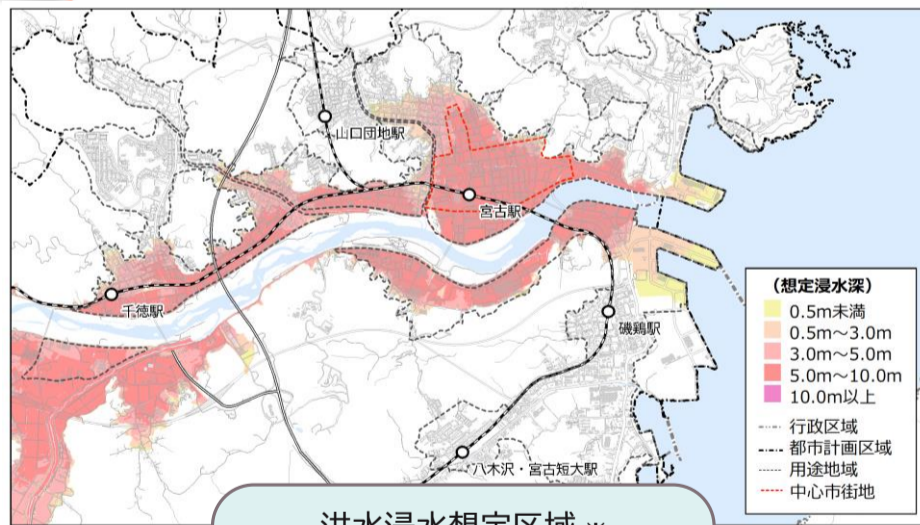 山口団地駅
宮古駅
千徳駅
磯鶏駅
八木沢・宮古短大駅
(想定浸水深)
0.5m未満
0.5m～3.0m
3.0m～5.0m
5.0m～10.0m
10.0m以上
行政区域
都市計画区域
用途地域
中心市街地
洪水浸水想定区域※